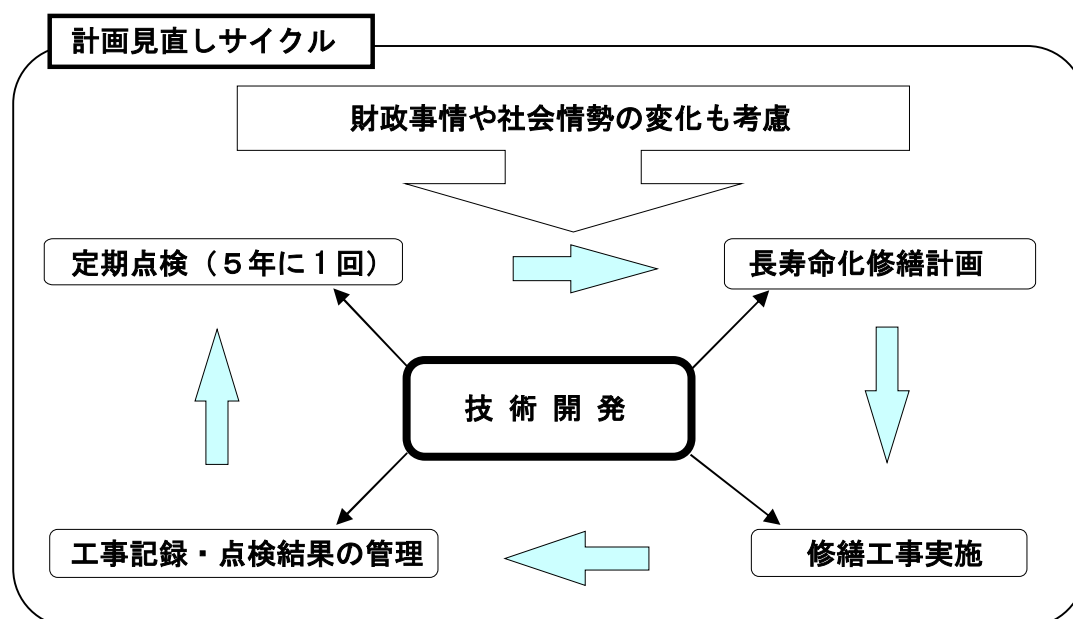 計画見直しサイクル
財政事情や社会情勢の変化も考慮
定期点検（５年に１回）
長寿命化修繕計画
技術開発
工事記録・点検結果の管理
修繕工事実施